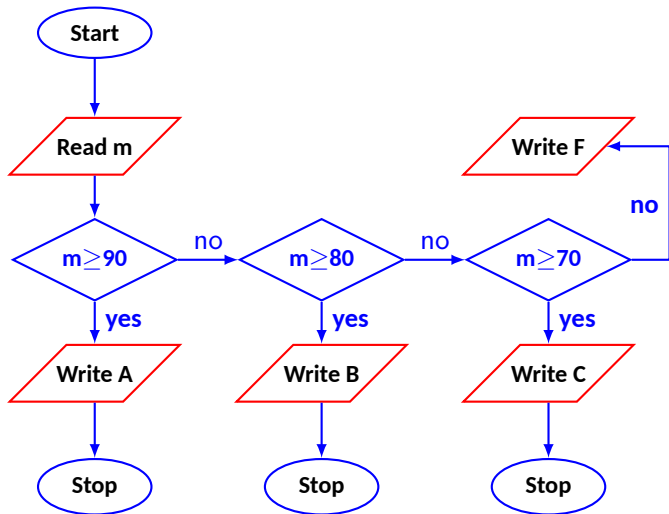 Start
Read m
Write F
no
m≥90
no
m≥80
no
m≥70
yes
yes
yes
Write A
Write B
Write C
Stop
Stop
Stop